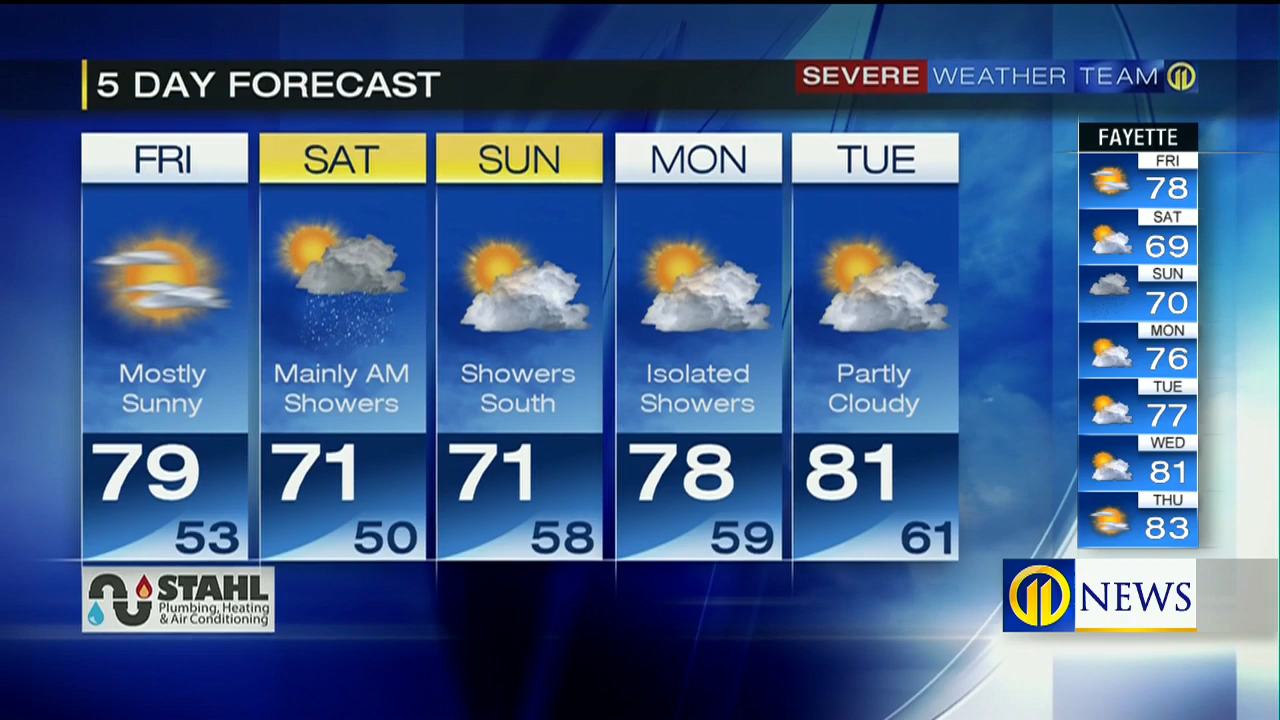 5 DAY FORECAST
SEVERE WEATHER TEAM 11
FRI
Mostly
Sunny
79
53
SAT
Mainly AM
Showers
71
50
SUN
Showers
South
71
58
MON
Isolated
Showers
78
59
TUE
Partly
Cloudy
81
61
FAYETTE
FRI
78
SAT
69
SUN
70
MON
76
TUE
77
WED
81
THU
83
STAHL
Plumbing, Heating
& Air Conditioning
11 NEWS